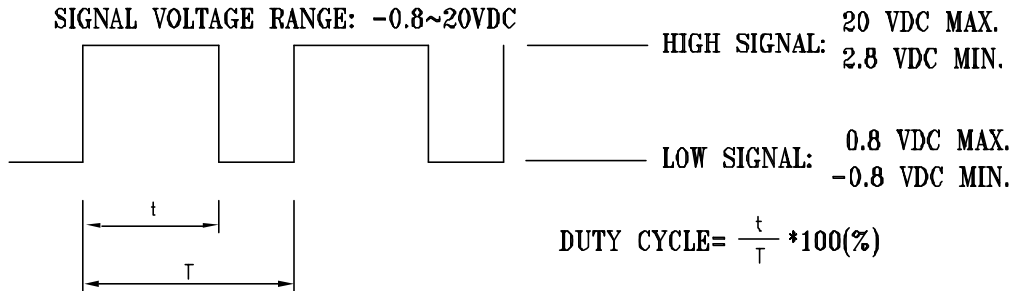 SIGNAL VOLTAGE RANGE: -0.8~20VDC
HIGH SIGNAL: 20 VDC MAX.
2.8 VDC MIN.
LOW SIGNAL: 0.8 VDC MAX.
-0.8 VDC MIN.
t
T
DUTY CYCLE= t/T *100(%)